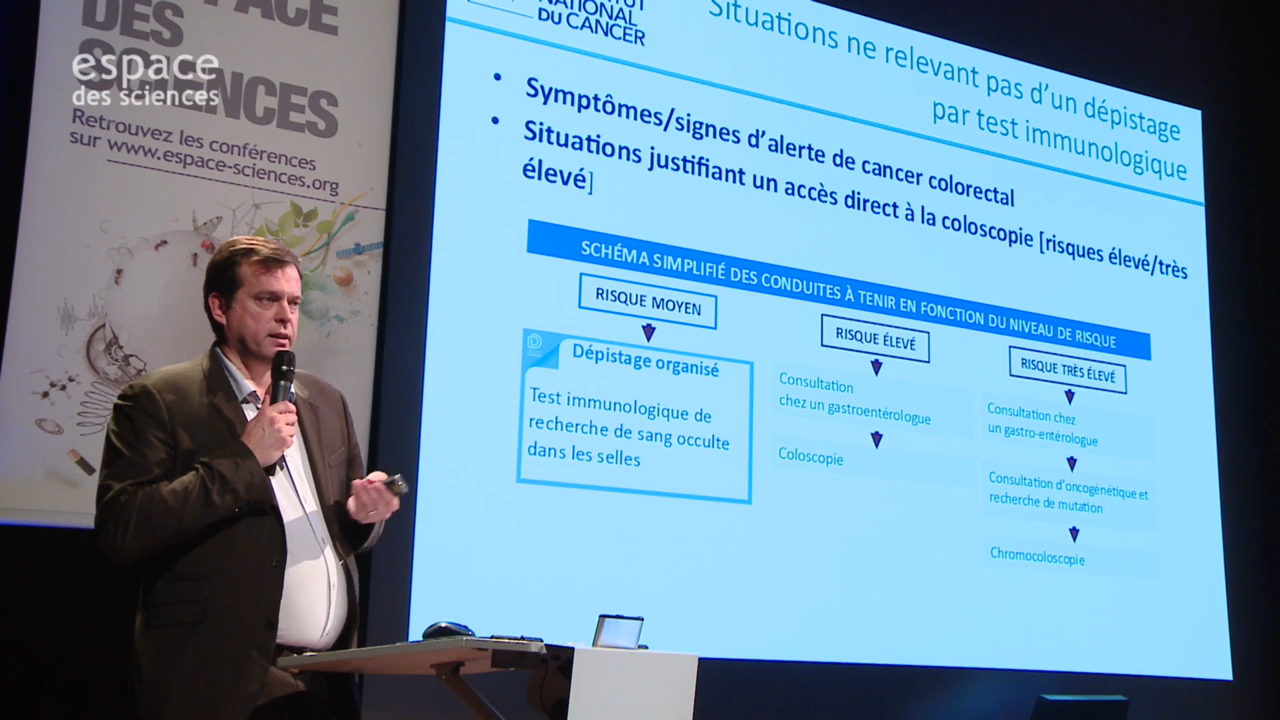 DES
SCIENCES
espace
des sciences
Retrouvez les conférences
sur www.espace-sciences.org
NATIONAL
DU CANCER
Situations ne relevant pas d'un dépistage
par test immunologique
• Symptômes/signes d'alerte de cancer colorectal
• Situations justifiant un accès direct à la coloscopie [risques élevé/très
élevé]
SCHÉMA SIMPLIFIÉ DES CONDUITES À TENIR EN FONCTION DU NIVEAU DE RISQUE
RISQUE MOYEN
Dépistage organisé
Test immunologique de
recherche de sang occulte
dans les selles
RISQUE ÉLEVÉ
Consultation
chez un gastroentérologue
Coloscopie
RISQUE TRÈS ÉLEVÉ
Consultation chez
un gastro-entérologue
Consultation d'oncogénétique et
recherche de mutation
Chromocoloscopie